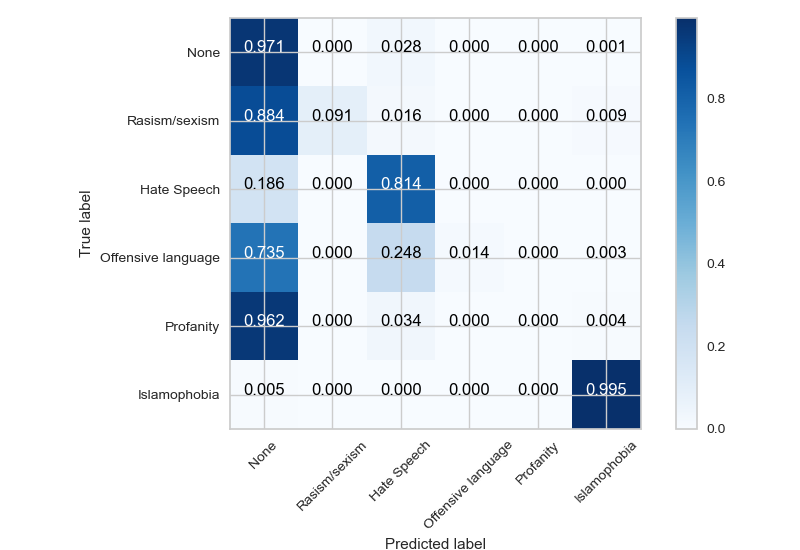 None 0.971 0.000 0.028 0.000 0.000 0.001
Rasism/sexism 0.884 0.091 0.016 0.000 0.000 0.009
Hate Speech 0.186 0.000 0.814 0.000 0.000 0.000
Offensive language 0.735 0.000 0.248 0.014 0.000 0.003
Profanity 0.962 0.000 0.034 0.000 0.000 0.004
Islamophobia 0.005 0.000 0.000 0.000 0.000 0.995
True label
None Rasism/sexism Hate Speech Offensive language Profanity Islamophobia
Predicted label
0.8
0.6
0.4
0.2
0.0